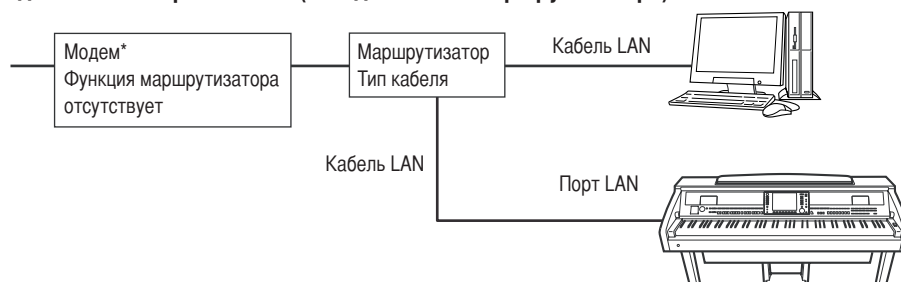 Модем*
Функция маршрутизатора
отсутствует
Маршрутизатор
Тип кабеля
Кабель LAN
Кабель LAN
Порт LAN